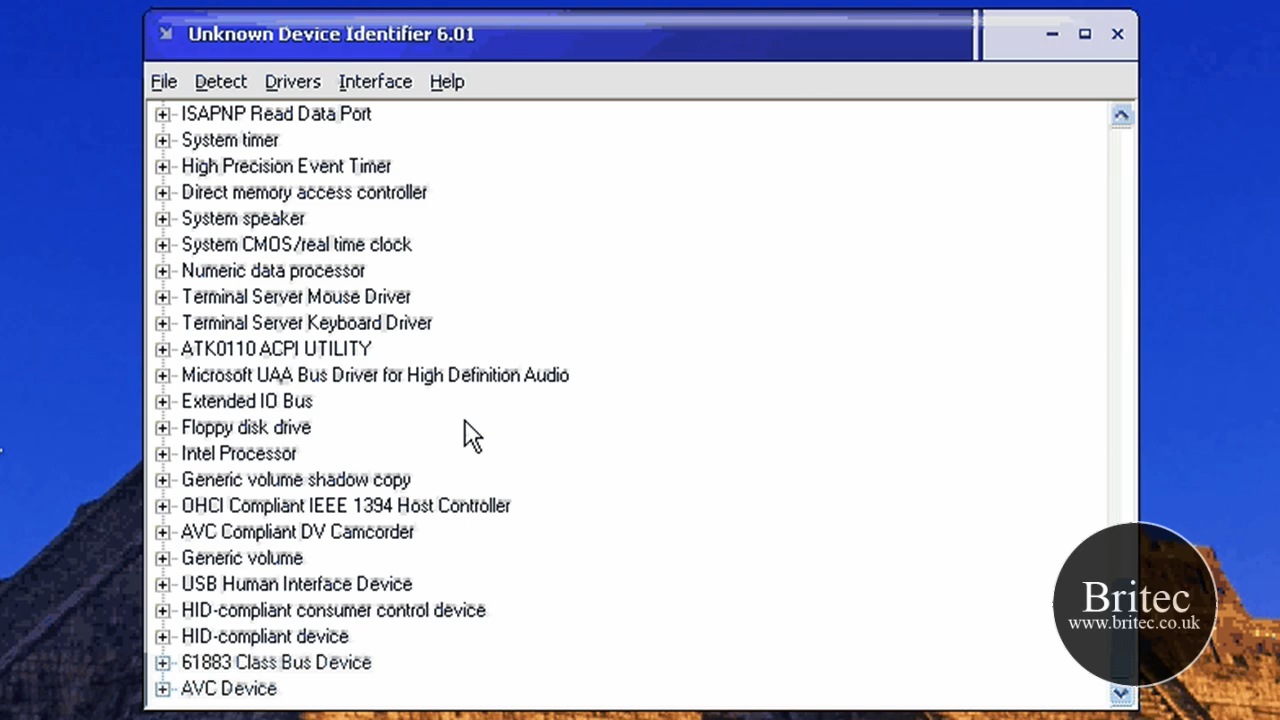 Unknown Device Identifier 6.01
File Detect Drivers Interface Help
ISAPNP Read Data Port
System timer
High Precision Event Timer
Direct memory access controller
System speaker
System CMOS/real time clock
Numeric data processor
Terminal Server Mouse Driver
Terminal Server Keyboard Driver
ATK0110 ACPI UTILITY
Microsoft UAA Bus Driver for High Definition Audio
Extended IO Bus
Floppy disk drive
Intel Processor
Generic volume shadow copy
OHCI Compliant IEEE 1394 Host Controller
AVC Compliant DV Camcorder
Generic volume
USB Human Interface Device
HID-compliant consumer control device
HID-compliant device
61883 Class Bus Device
AVC Device
Britec
www.britec.co.uk